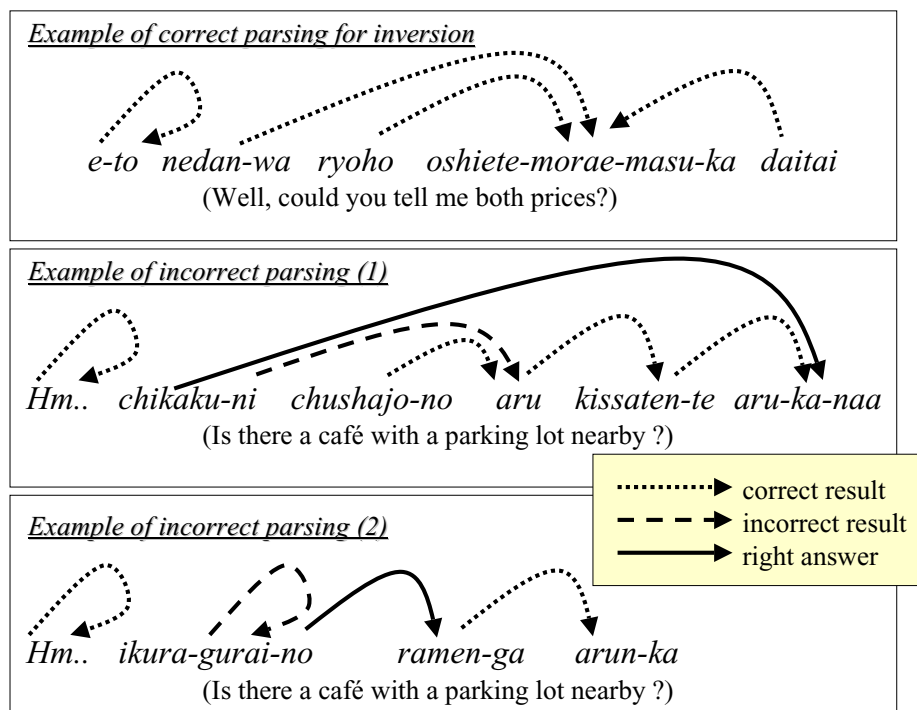 Example of correct parsing for inversion
e-to nedan-wa ryoho oshiete-morae-masu-ka daitai
(Well, could you tell me both prices?)
Example of incorrect parsing (1)
Hm.. chikaku-ni chushajo-no aru kissaten-te aru-ka-naa
(Is there a café with a parking lot nearby ?)
correct result
incorrect result
right answer
Example of incorrect parsing (2)
Hm.. ikura-gurai-no ramen-ga arun-ka
(Is there a café with a parking lot nearby ?)